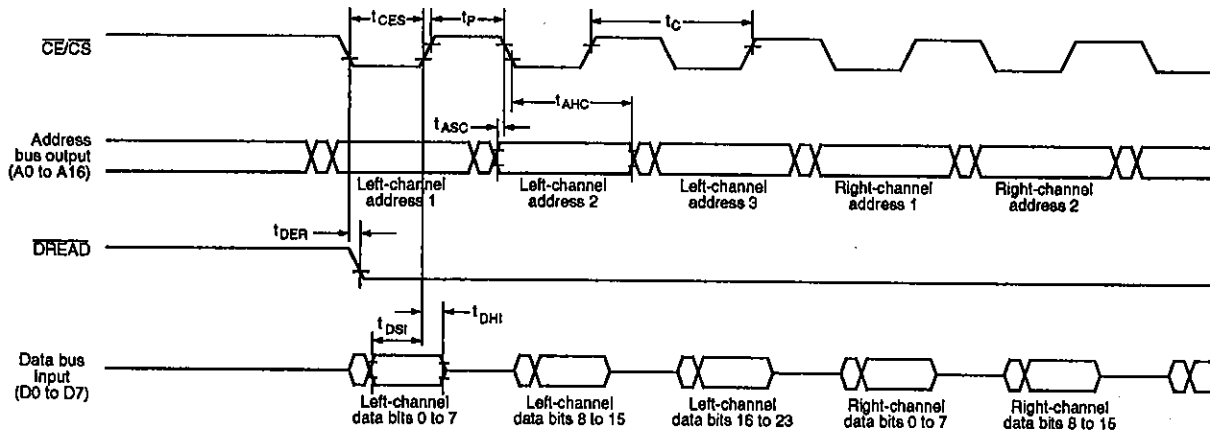 tCES
tP
tC
CE/CS
tAHC
tASC
Address
bus output
(A0 to A16)
Left-channel
address 1
Left-channel
address 2
Left-channel
address 3
Right-channel
address 1
Right-channel
address 2
tDER
DREAD
tDSI
tDHI
Data bus
Input
(D0 to D7)
Left-channel
data bits 0 to 7
Left-channel
data bits 8 to 15
Left-channel
data bits 16 to 23
Right-channel
data bits 0 to 7
Right-channel
data bits 8 to 15